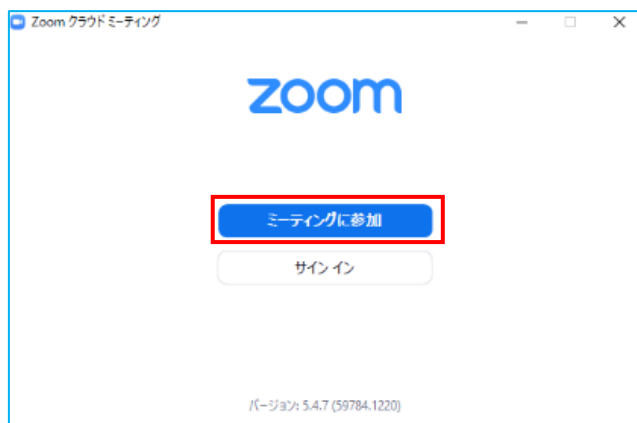 Zoom クラウド ミーティング
zoom
ミーティングに参加
サイン イン
バージョン: 5.4.7 (59784.1220)